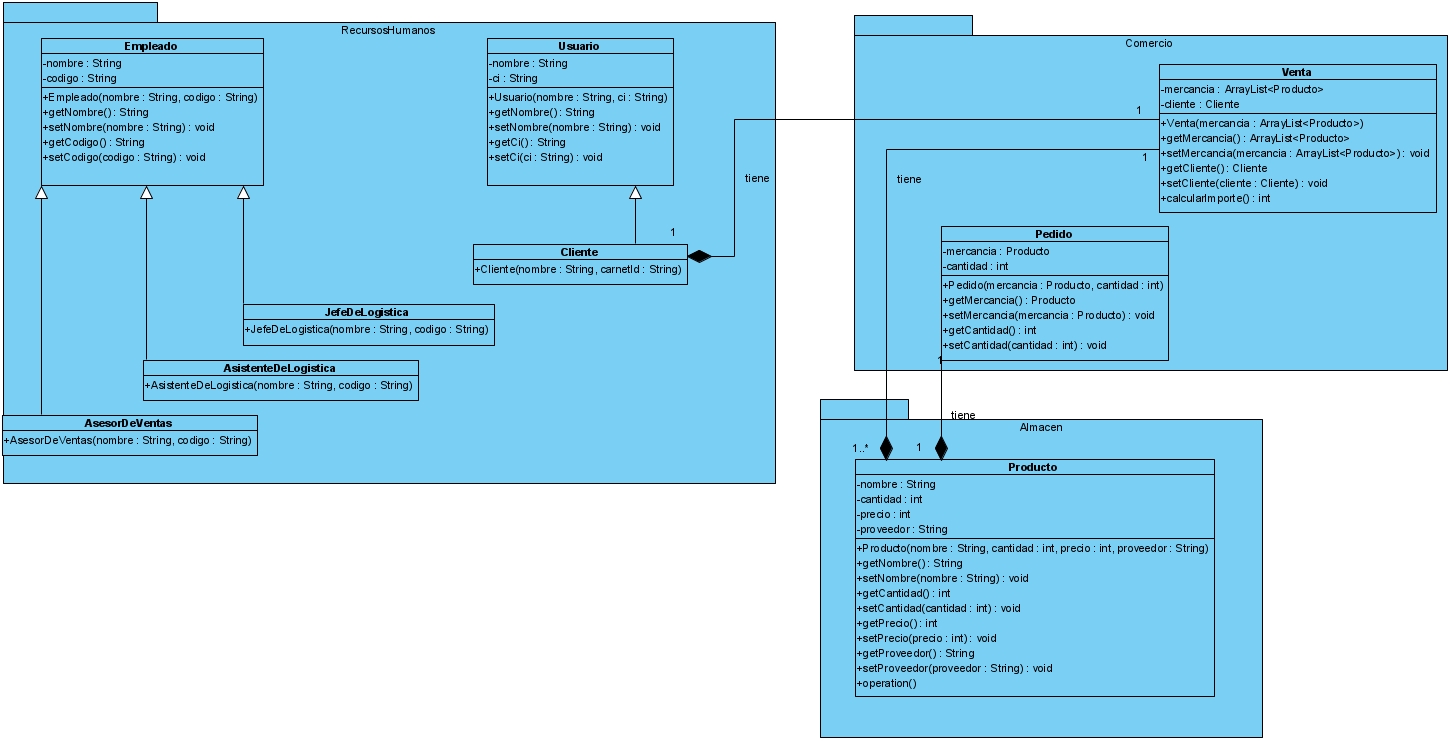 RecursosHumanos
Empleado
-nombre : String
-codigo : String
+Empleado(nombre : String, codigo : String)
+getNombre() : String
+setNombre(nombre : String) : void
+getCodigo() : String
+setCodigo(codigo : String) : void
Usuario
-nombre : String
-ci : String
+Usuario(nombre : String, ci : String)
+getNombre() : String
+setNombre(nombre : String) : void
+getCi() : String
+setCi(ci : String) : void
1
Cliente
+Cliente(nombre : String, carnetId : String)
JefeDeLogistica
+JefeDeLogistica(nombre : String, codigo : String)
AsistenteDeLogistica
+AsistenteDeLogistica(nombre : String, codigo : String)
AsesorDeVentas
+AsesorDeVentas(nombre : String, codigo : String)
tiene
Comercio
Venta
-mercancia : ArrayList<Producto>
-cliente : Cliente
+Venta(mercancia : ArrayList<Producto>)
+getMercancia() : ArrayList<Producto>
+setMercancia(mercancia : ArrayList<Producto>) : void
+getCliente() : Cliente
+setCliente(cliente : Cliente) : void
+calcularImporte() : int
1
1
tiene
Pedido
-mercancia : Producto
-cantidad : int
+Pedido(mercancia : Producto, cantidad : int)
+getMercancia() : Producto
+setMercancia(mercancia : Producto) : void
+getCantidad() : int
+setCantidad(cantidad : int) : void
1
tiene
Almacen
1..*
1
Producto
-nombre : String
-cantidad : int
-precio : int
-proveedor : String
+Producto(nombre : String, cantidad : int, precio : int, proveedor : String)
+getNombre() : String
+setNombre(nombre : String) : void
+getCantidad() : int
+setCantidad(cantidad : int) : void
+getPrecio() : int
+setPrecio(precio : int) : void
+getProveedor() : String
+setProveedor(proveedor : String) : void
+operation()